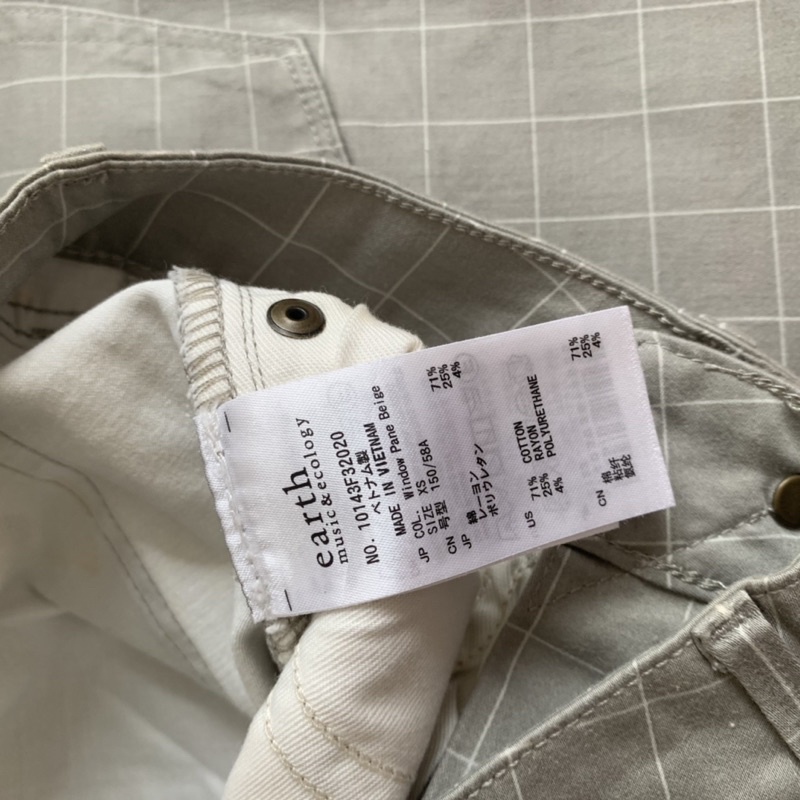 earth
music & ecology
NO. 10143F32020
ベトナム製
MADE IN VIETNAM
COL: Window Pane Beige
JP SIZE XS
CN 号型 150/58A
JP 綿 71%
レーヨン 25%
ポリウレタン 4%
US 71% COTTON
25% RAYON
4% POLYURETHANE
CN 棉 71%
粘纤 25%
氨纶 4%